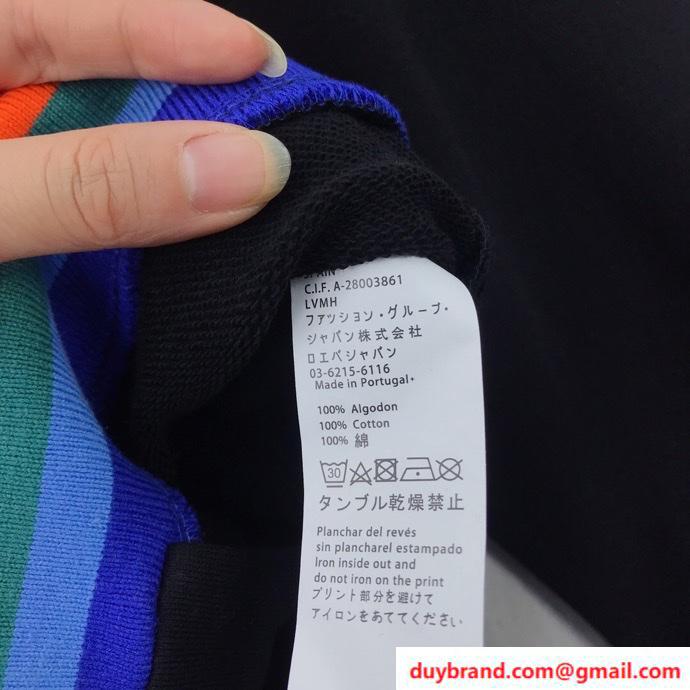 SPAIN
C.I.F. A-28003861
LVMH
ファッション・グループ・
ジャパン株式会社
ロエベジャパン
03-6215-6116
Made in Portugal
100% Algodon
100% Cotton
100% 綿
30
タンブル乾燥禁止
Planchar del revés
sin plancharel estampado
Iron inside out and
do not iron on the print
プリント部分を避けて
アイロンをあててください
duybrand.com@gmail.com